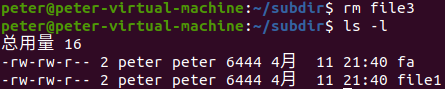 peter@peter-virtual-machine:~/subdir$ rm file3
peter@peter-virtual-machine:~/subdir$ ls -l
总用量 16
-rw-rw-r-- 2 peter peter 6444 4月  11 21:40 fa
-rw-rw-r-- 2 peter peter 6444 4月  11 21:40 file1